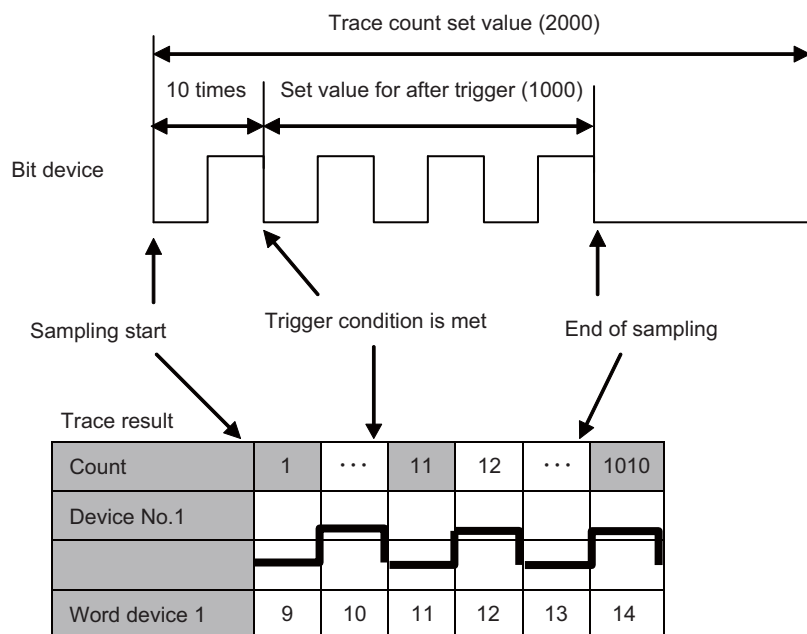 Trace count set value (2000)
10 times
Set value for after trigger (1000)
Bit device
Sampling start
Trigger condition is met
End of sampling
Trace result
Count 1 ··· 11 12 ··· 1010
Device No.1
Word device 1 9 10 11 12 13 14